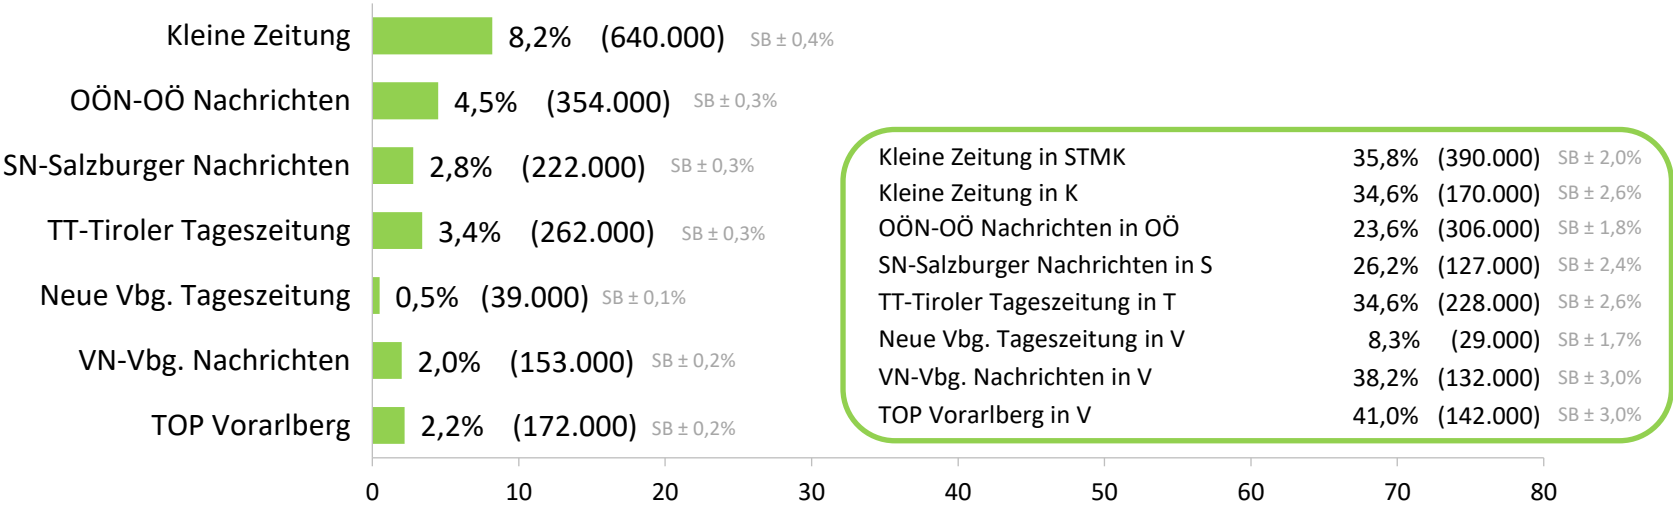 Kleine Zeitung 8,2% (640.000) SB ± 0,4%
OÖN-OÖ Nachrichten 4,5% (354.000) SB ± 0,3%
SN-Salzburger Nachrichten 2,8% (222.000) SB ± 0,3%
TT-Tiroler Tageszeitung 3,4% (262.000) SB ± 0,3%
Neue Vbg. Tageszeitung 0,5% (39.000) SB ± 0,1%
VN-Vbg. Nachrichten 2,0% (153.000) SB ± 0,2%
TOP Vorarlberg 2,2% (172.000) SB ± 0,2%
Kleine Zeitung in STMK 35,8% (390.000) SB ± 2,0%
Kleine Zeitung in K 34,6% (170.000) SB ± 2,6%
OÖN-OÖ Nachrichten in OÖ 23,6% (306.000) SB ± 1,8%
SN-Salzburger Nachrichten in S 26,2% (127.000) SB ± 2,4%
TT-Tiroler Tageszeitung in T 34,6% (228.000) SB ± 2,6%
Neue Vbg. Tageszeitung in V 8,3% (29.000) SB ± 1,7%
VN-Vbg. Nachrichten in V 38,2% (132.000) SB ± 3,0%
TOP Vorarlberg in V 41,0% (142.000) SB ± 3,0%
0 10 20 30 40 50 60 70 80